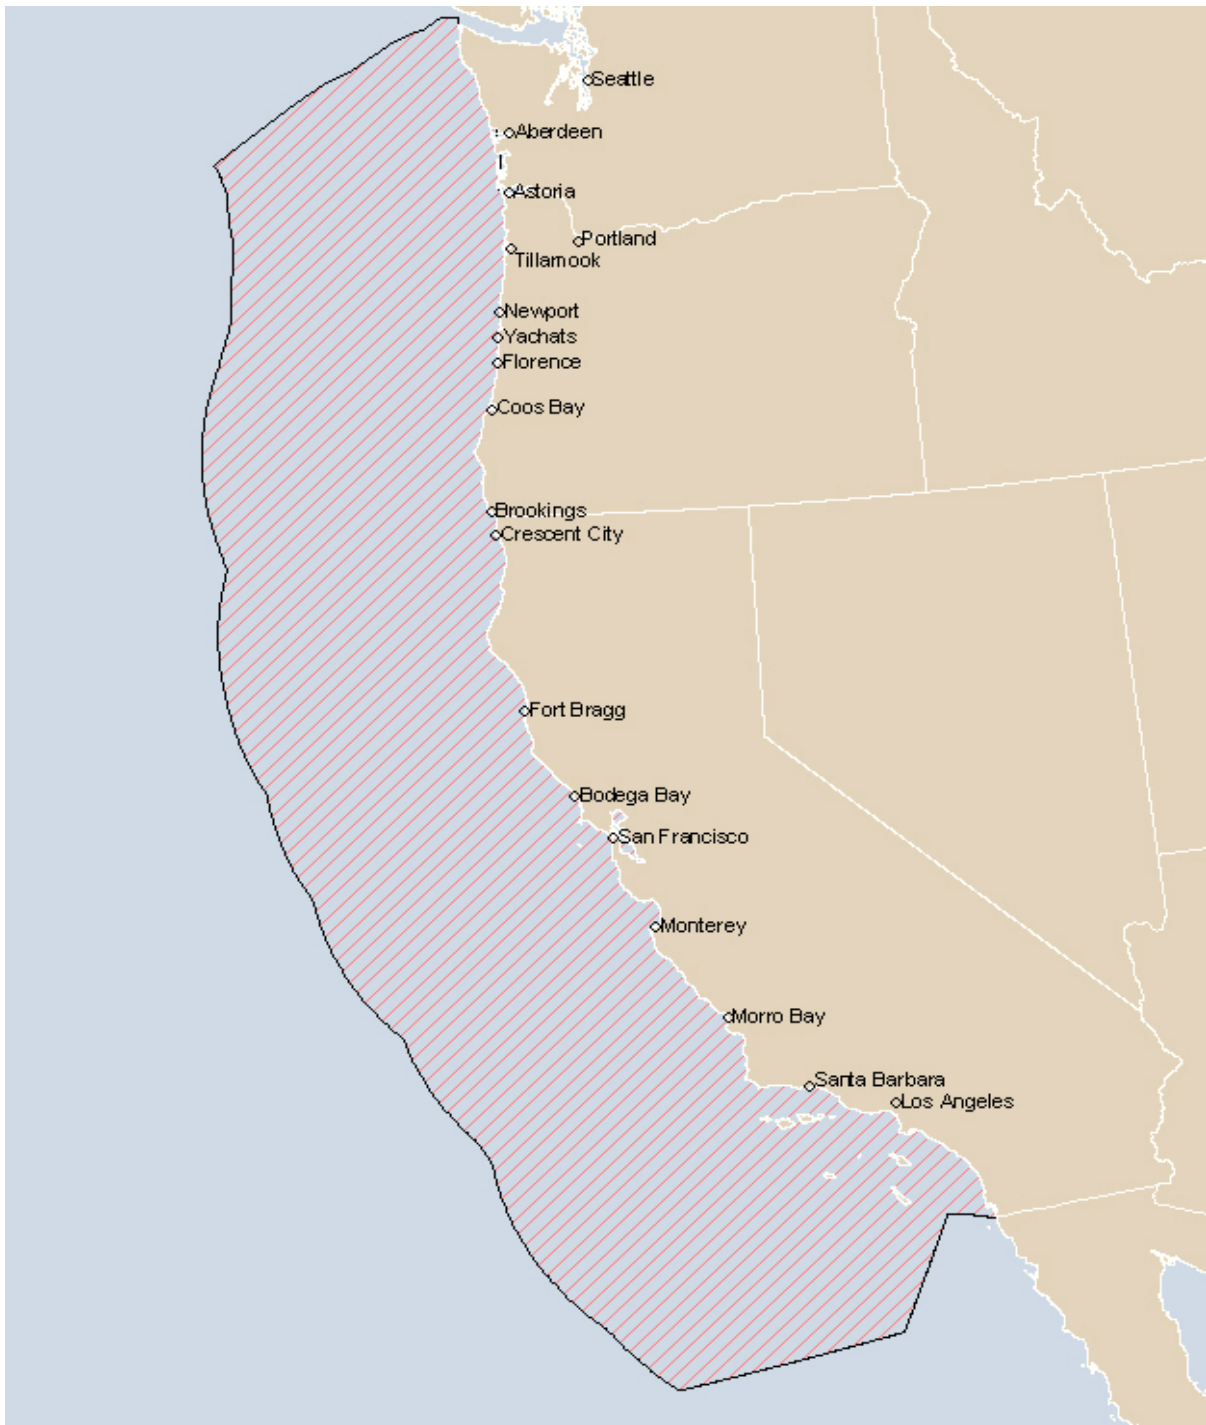 Seattle
Aberdeen
Astoria
Portland
Tillamook
Newport
Yachats
Florence
Coos Bay
Brookings
Crescent City
Fort Bragg
Bodega Bay
San Francisco
Monterey
Morro Bay
Santa Barbara
Los Angeles